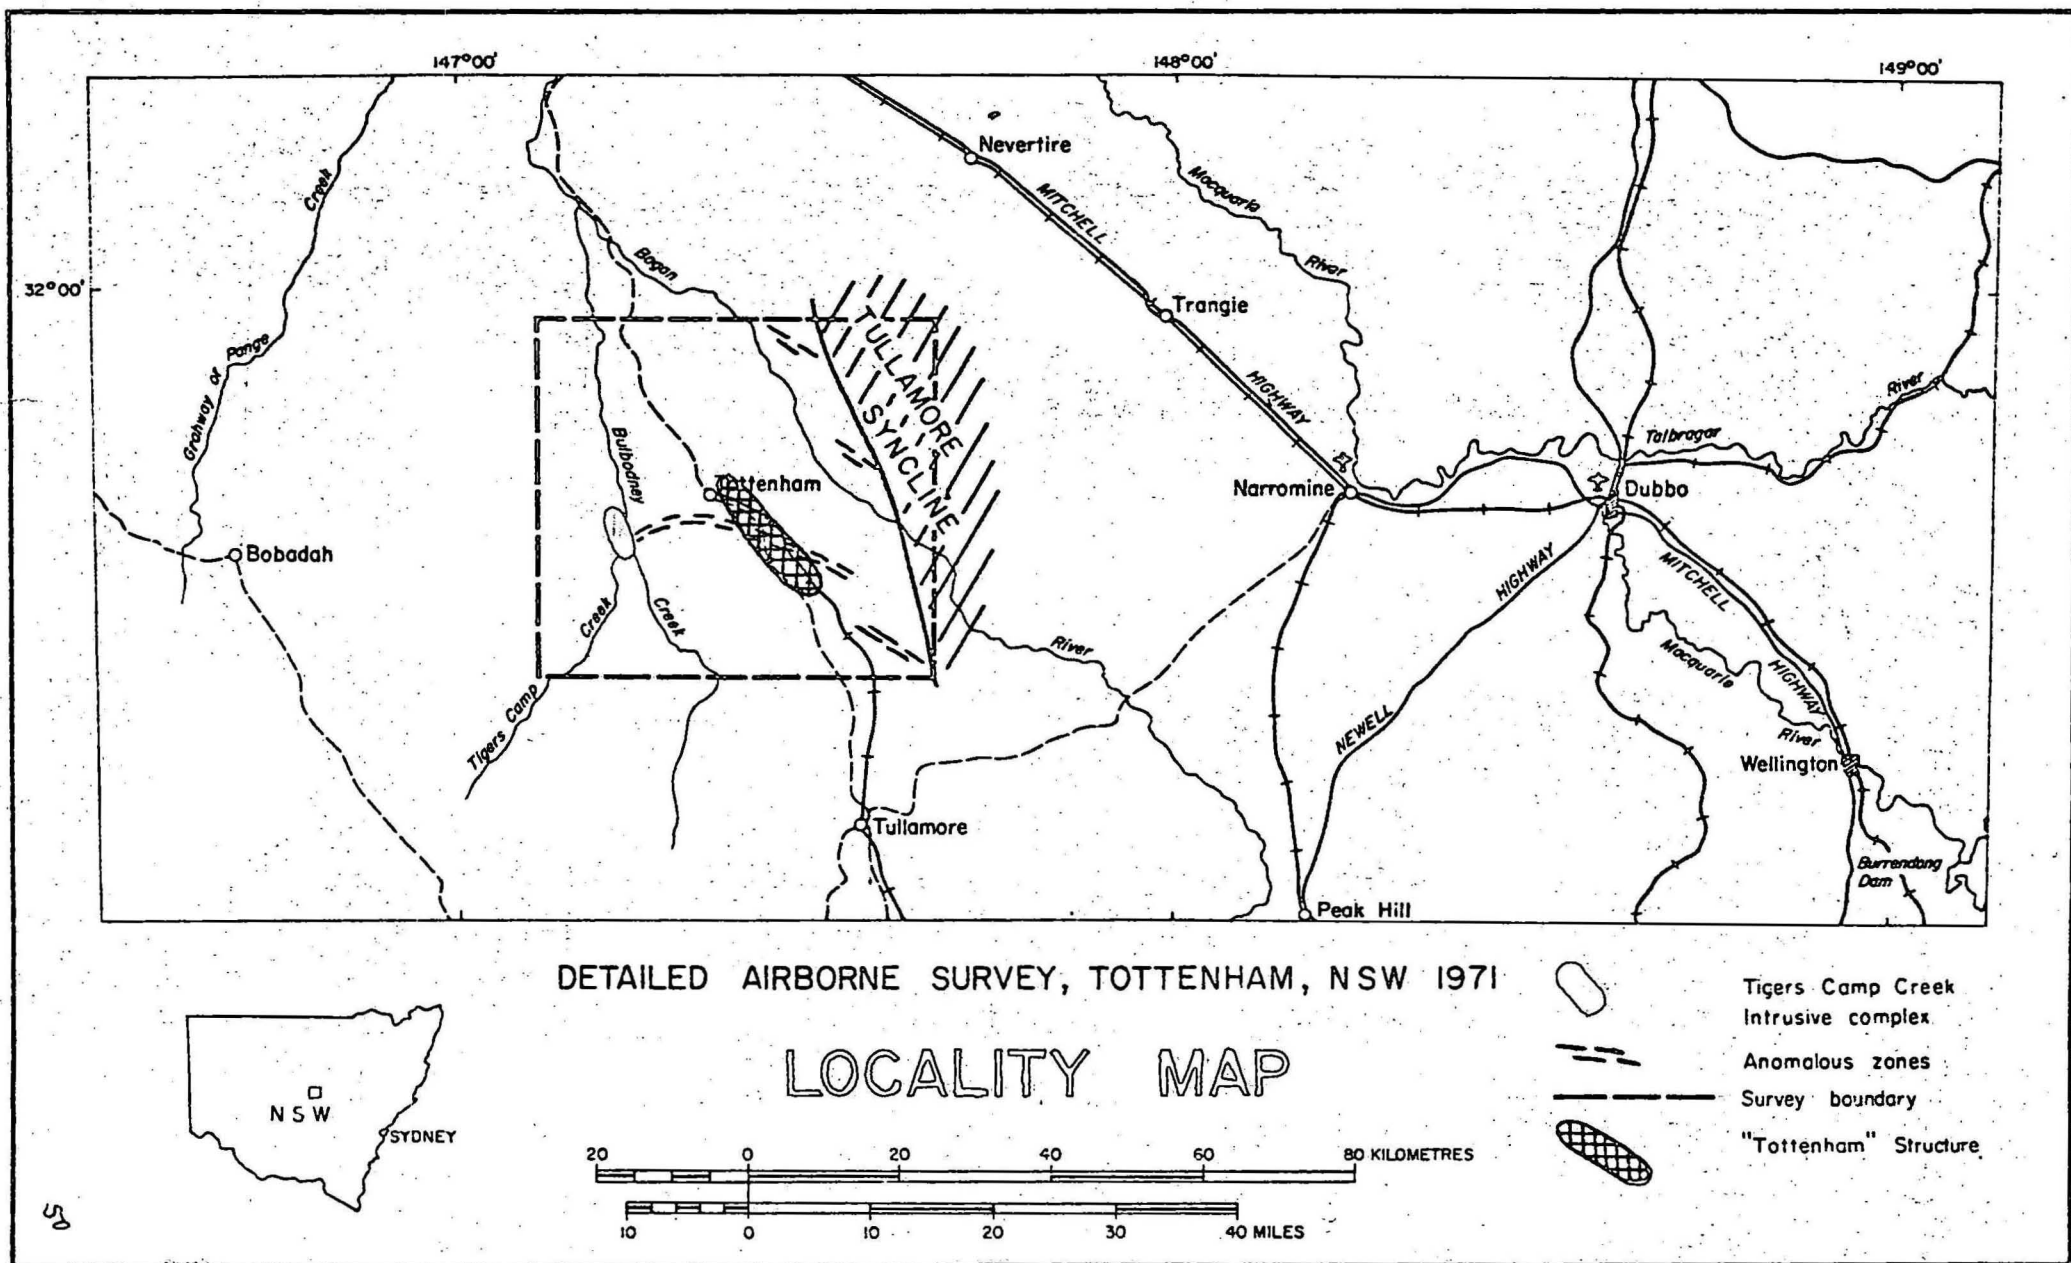 147°00'
148°00'
149°00'
32°00'
Nevertire
MITCHELL
HIGHWAY
Macquarie
River
Creek
Pange
Grahway or
Bogan
Trangie
TULLAMORE
SYNCLINE
Bulbodney
Tottenham
Narromine
Talbragar
River
Dubbo
Bobadah
Creek
Creek
River
HIGHWAY
NEWELL
MITCHELL
HIGHWAY
Macquarie
River
Tigers Camp
Wellington
Tullamore
Burrendong
Dam
Peak Hill
DETAILED AIRBORNE SURVEY, TOTTENHAM, NSW 1971
LOCALITY MAP
NSW
SYDNEY
20 0 20 40 60 80 KILOMETRES
10 0 10 20 30 40 MILES
Tigers Camp Creek
Intrusive complex
Anomalous zones
Survey boundary
"Tottenham" Structure